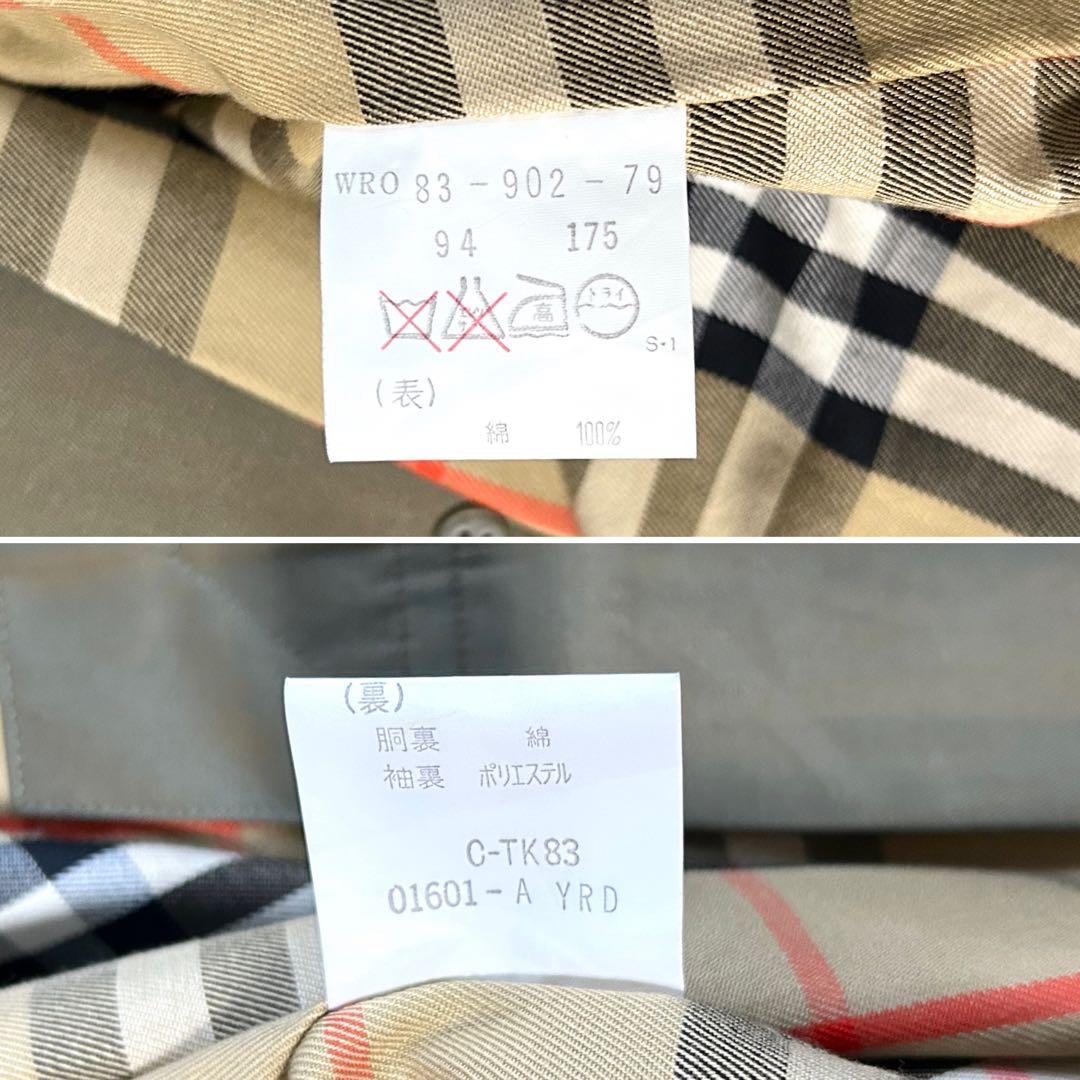 WRO 83-902-79
94 175
高 ドライ
S-1
(表)
綿 100%
(裏)
胴裏 綿
袖裏 ポリエステル
C-TK83
01601-A YRD